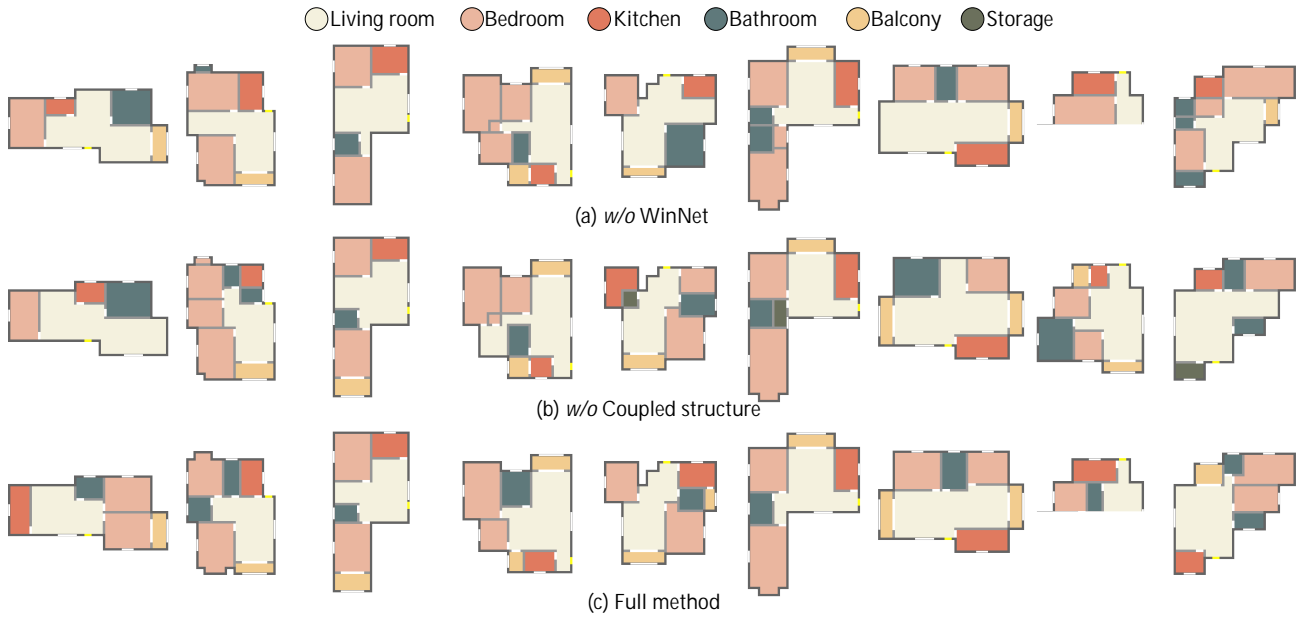 Living room Bedroom Kitchen Bathroom Balcony Storage
(a) w/o WinNet
(b) w/o Coupled structure
(c) Full method